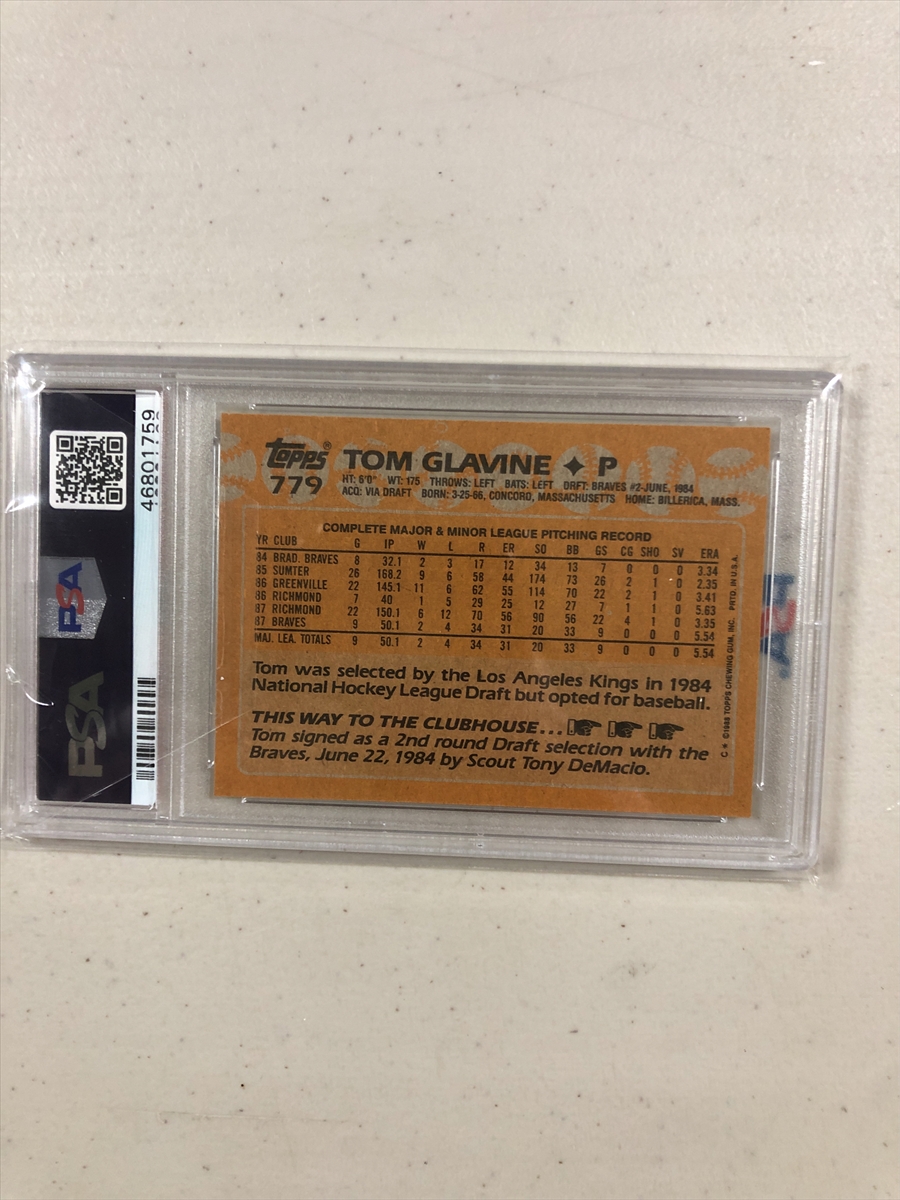 46801759
PSA
PSA
Topps®
779
TOM GLAVINE ✦ P
HT: 6'0" WT: 175 THROWS: LEFT BATS: LEFT DRFT: BRAVES #2-JUNE, 1984
ACQ: VIA DRAFT BORN: 3-25-66, CONCORD, MASSACHUSETTS HOME: BILLERICA, MASS.
COMPLETE MAJOR & MINOR LEAGUE PITCHING RECORD
YR CLUB G IP W L R ER SO BB GS CG SHO SV ERA
84 BRAD. BRAVES 8 32.1 2 3 17 12 34 13 7 0 0 0 3.34
85 SUMTER 26 168.2 9 6 58 44 174 73 26 2 1 0 2.35
86 GREENVILLE 22 145.1 11 6 62 55 114 70 22 2 1 0 3.41
86 RICHMOND 7 40 1 5 29 25 12 27 7 1 1 0 5.63
87 RICHMOND 22 150.1 6 12 70 56 90 56 22 4 1 0 3.35
87 BRAVES 9 50.1 2 4 34 31 20 33 9 0 0 0 5.54
MAJ. LEA. TOTALS 9 50.1 2 4 34 31 20 33 9 0 0 0 5.54
Tom was selected by the Los Angeles Kings in 1984
National Hockey League Draft but opted for baseball.
THIS WAY TO THE CLUBHOUSE...
Tom signed as a 2nd round Draft selection with the
Braves, June 22, 1984 by Scout Tony DeMacio.
C * ©1988 TOPPS CHEWING GUM, INC. PRTD. IN U.S.A.